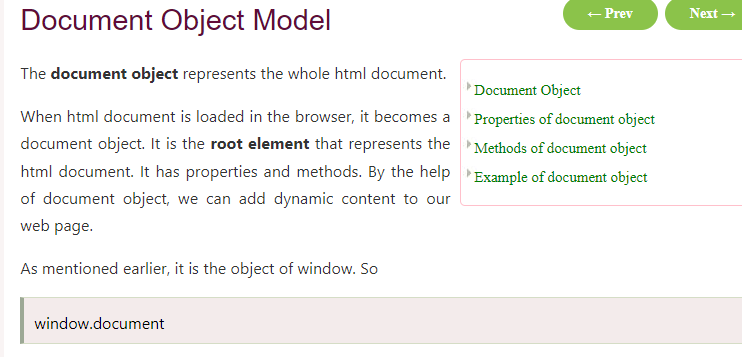 Document Object Model
← Prev
Next →
The document object represents the whole html document.
When html document is loaded in the browser, it becomes a
document object. It is the root element that represents the
html document. It has properties and methods. By the help
of document object, we can add dynamic content to our
web page.
As mentioned earlier, it is the object of window. So
window.document
Document Object
Properties of document object
Methods of document object
Example of document object